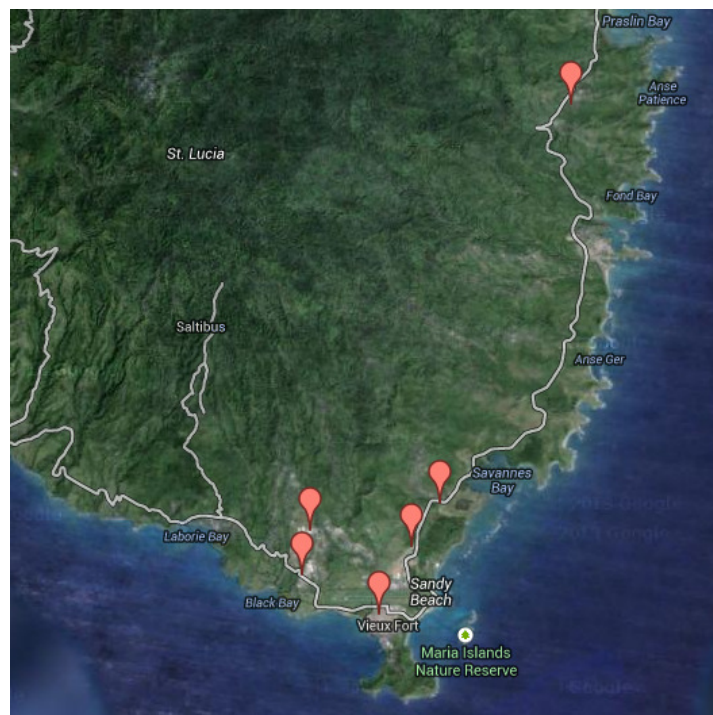 Praslin Bay
Anse
Patience
St. Lucia
Fond Bay
Saltibus
Anse Ger
Savannes
Bay
Laborie Bay
Sandy
Beach
Black Bay
Vieux Fort
Maria Islands
Nature Reserve